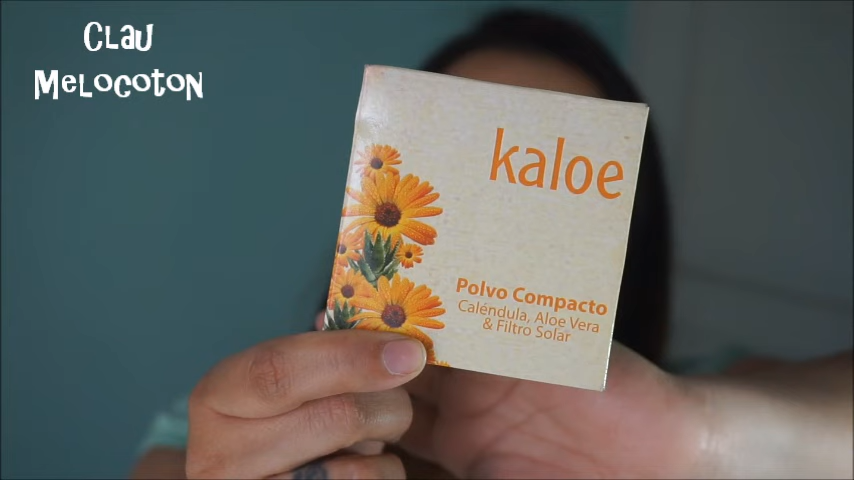 Clau
Melocoton
kaloe
Polvo Compacto
Caléndula, Aloe Vera
& Filtro Solar